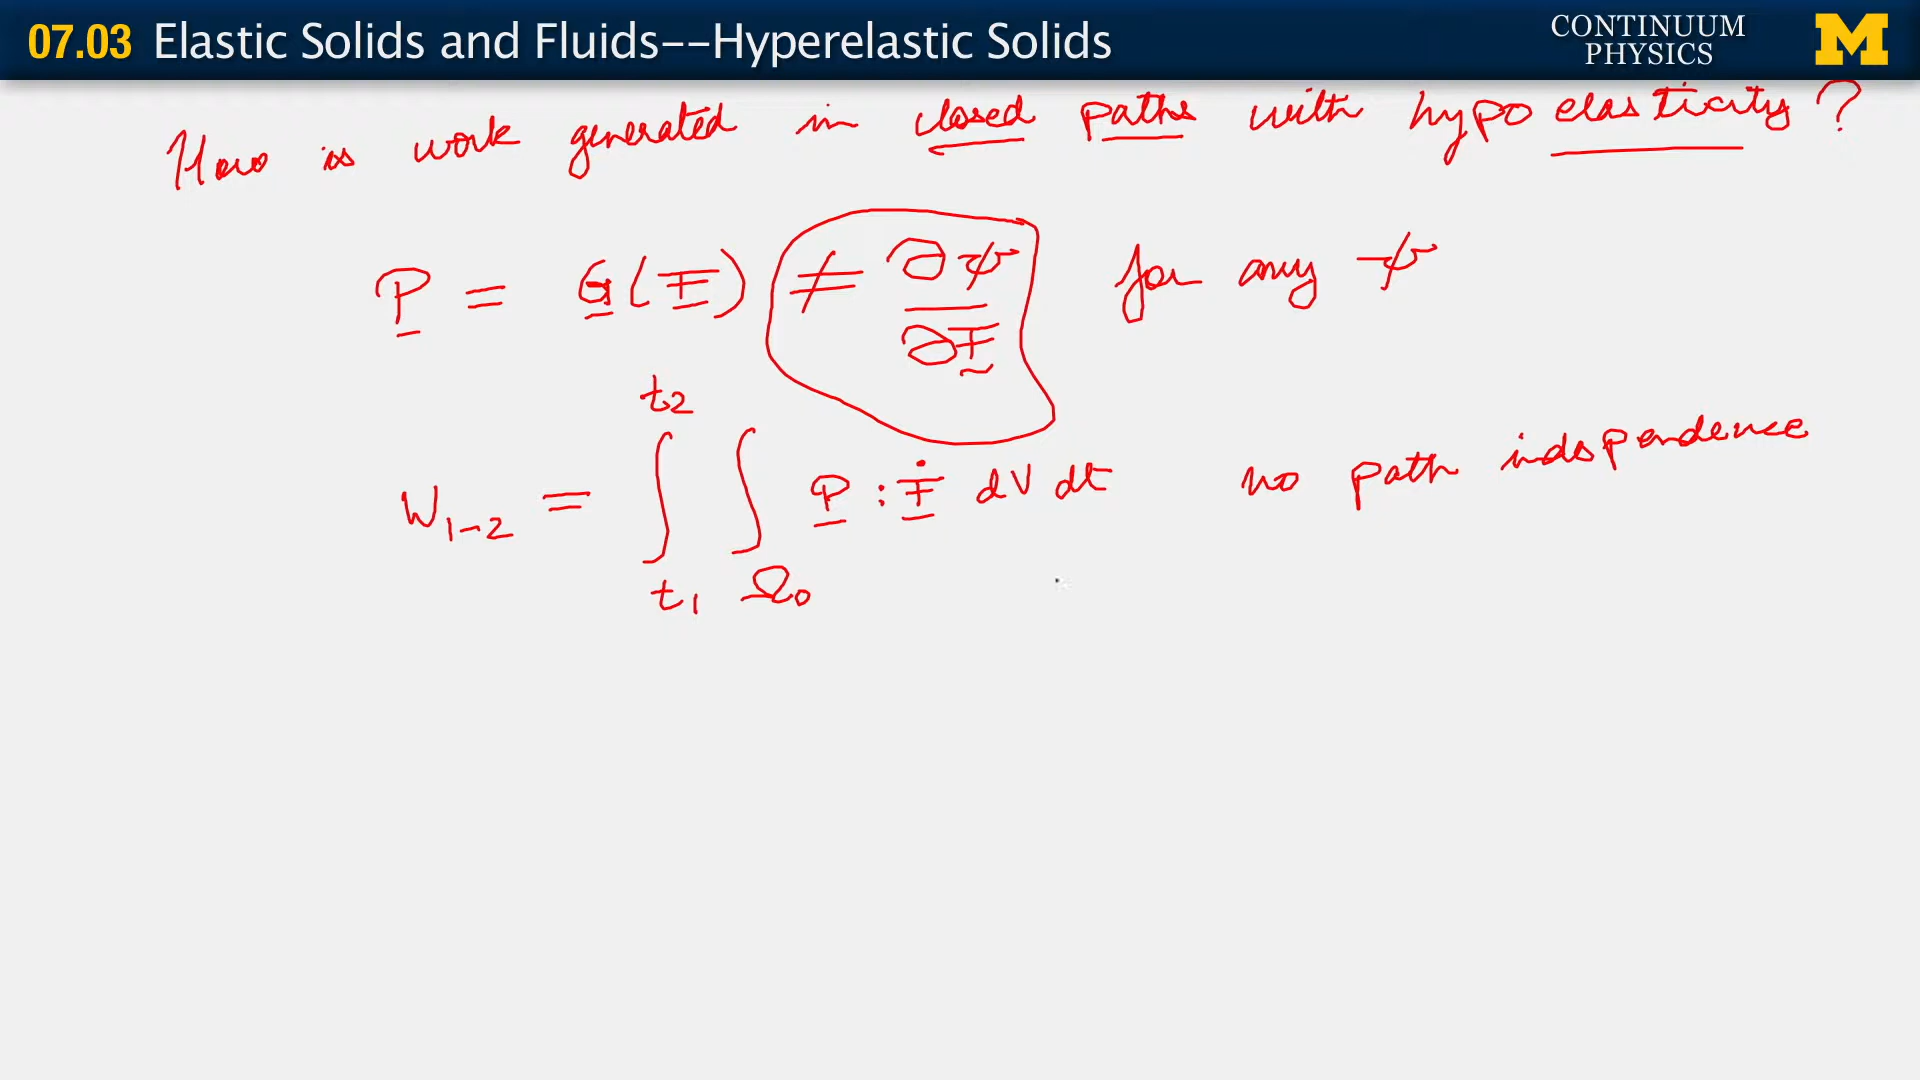 07.03 Elastic Solids and Fluids--Hyperelastic Solids
CONTINUUM PHYSICS
M
How is work generated in closed paths with hypo elasticity?
P = G(F) ≠ ∂ψ/∂F for any ψ
W₁₋₂ = ∫_{t₁}^{t₂} ∫_{Ω₀} P : Ḟ dV dt no path independence